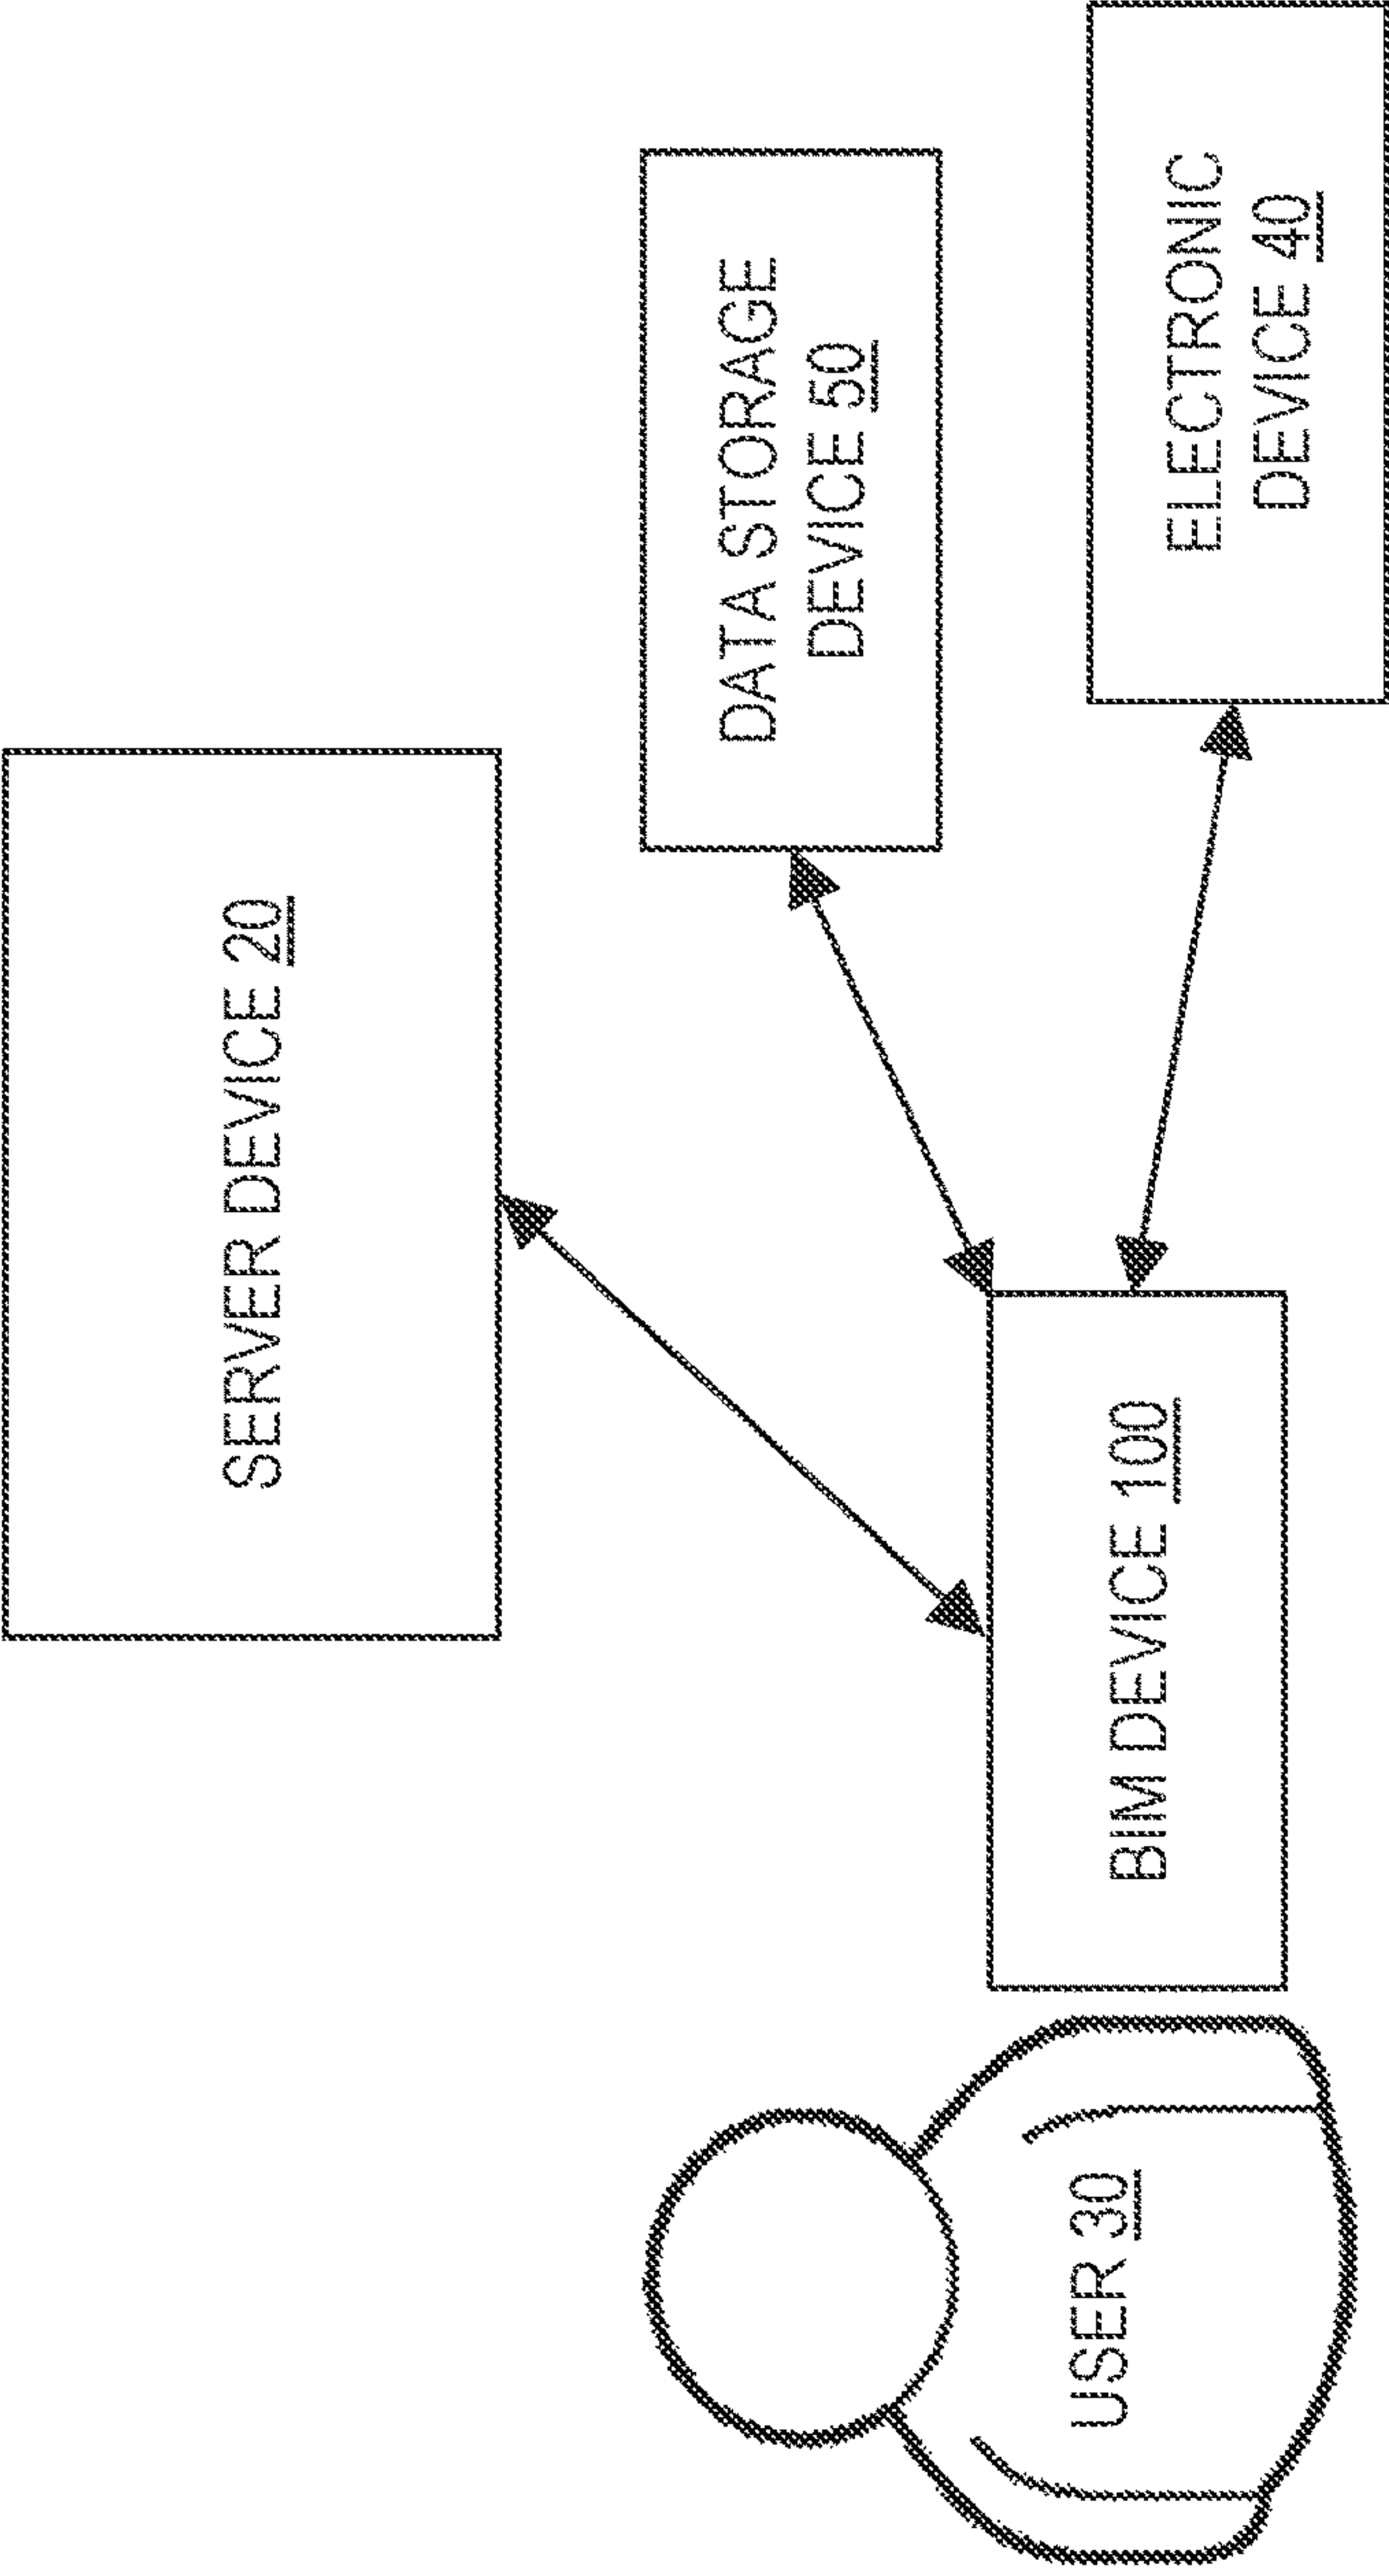 SERVER DEVICE 20
DATA STORAGE
DEVICE 50
USER 30
BIM DEVICE 100
ELECTRONIC
DEVICE 40